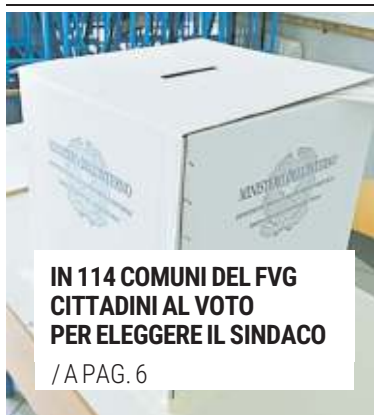 MINISTERO DELL'INTERNO
MINISTERO DELL'INTERNO
IN 114 COMUNI DEL FVG
CITTADINI AL VOTO
PER ELEGGERE IL SINDACO
/ A PAG. 6